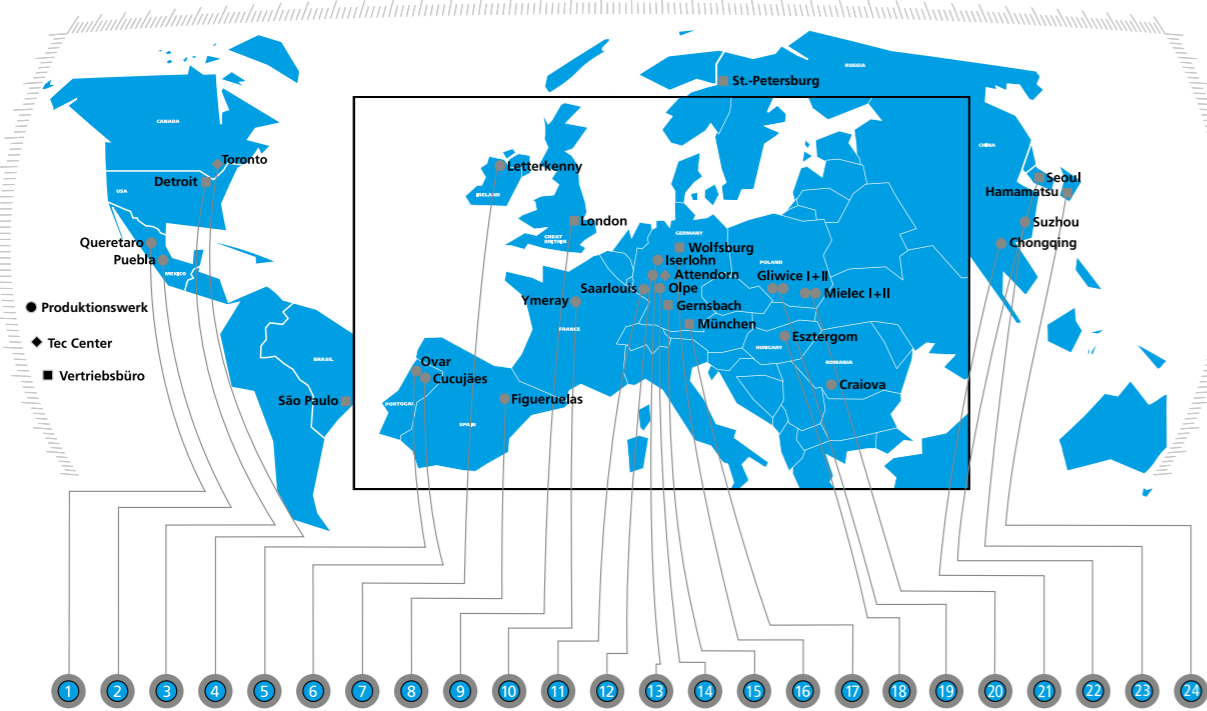 RUSSIA
St.-Petersburg
CANADA
CHINA
Toronto
Letterkenny
Detroit
Seoul
USA
IRELAND
Hamamatsu
London
Suzhou
GERMANY
GREAT
BRITAIN
Queretaro
Wolfsburg
Chongqing
Puebla
Iserlohn
POLAND
MEXICO
Attendorn
Gliwice I+II
Saarlouis
Olpe
Mielec I+II
Ymeray
Gernsbach
Produktionswerk
München
FRANCE
Esztergom
Tec Center
HUNGARY
BRASIL
Ovar
ROMANIA
Vertriebsbüro
Cucujães
Craiova
São Paulo
PORTUGAL
Figueruelas
SPAIN
1 2 3 4 5 6 7 8 9 10 11 12 13 14 15 16 17 18 19 20 21 22 23 24